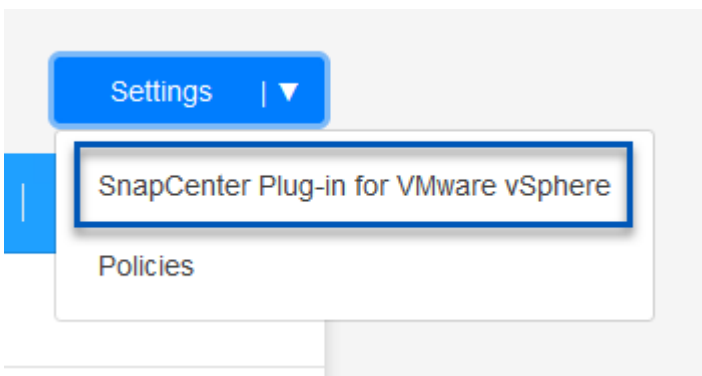 Settings | ▼
SnapCenter Plug-in for VMware vSphere
Policies